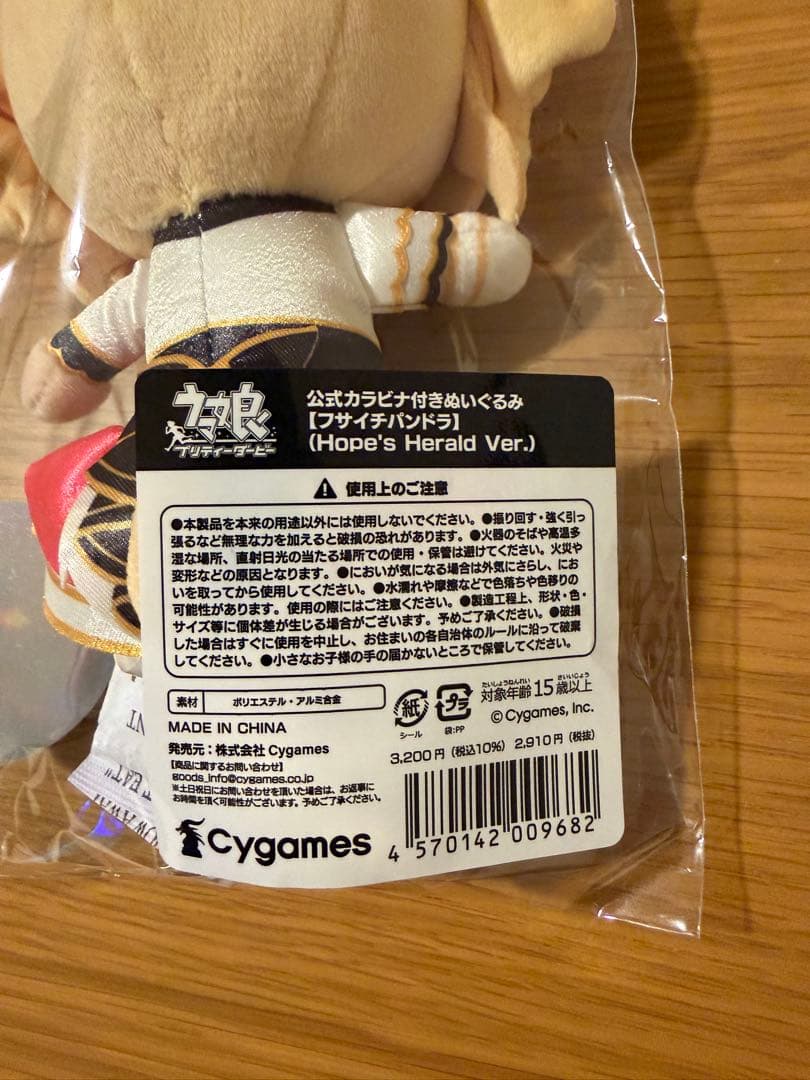 ウマ娘
プリティーダービー
公式カラビナ付きぬいぐるみ
【フサイチパンドラ】
(Hope's Herald Ver.)
使用上のご注意
●本製品を本来の用途以外には使用しないでください。●振り回す・強く引っ
張るなど無理な力を加えると破損の恐れがあります。●火器のそばや高温多
湿な場所、直射日光の当たる場所での使用・保管は避けてください。火災や
変形などの原因となります。●においが気になる場合は外気にさらし、にお
いを取ってから使用してください。●水濡れや摩擦などで色落ちや色移りの
可能性があります。使用の際にはご注意ください。●製造工程上、形状・色・
サイズ等に個体差が生じる場合がございます。予めご了承ください。●破損
した場合はすぐに使用を中止し、お住まいの各自治体のルールに沿って破棄
してください。●小さなお子様の手の届かないところで保管してください。
素材 ポリエステル・アルミ合金
MADE IN CHINA
発売元：株式会社Cygames
【商品に関するお問い合わせ】
goods_info@cygames.co.jp
※土日祝日にお問い合わせを頂いた場合は、お返事に
お時間を頂く可能性がございます。予めご了承ください。
Cygames
紙
シール
プラ
袋:PP
たいしょうねんれい さいいじょう
対象年齢 15歳以上
© Cygames, Inc.
3,200円（税込10%） 2,910円（税抜）
4 570142 009682
EAT"